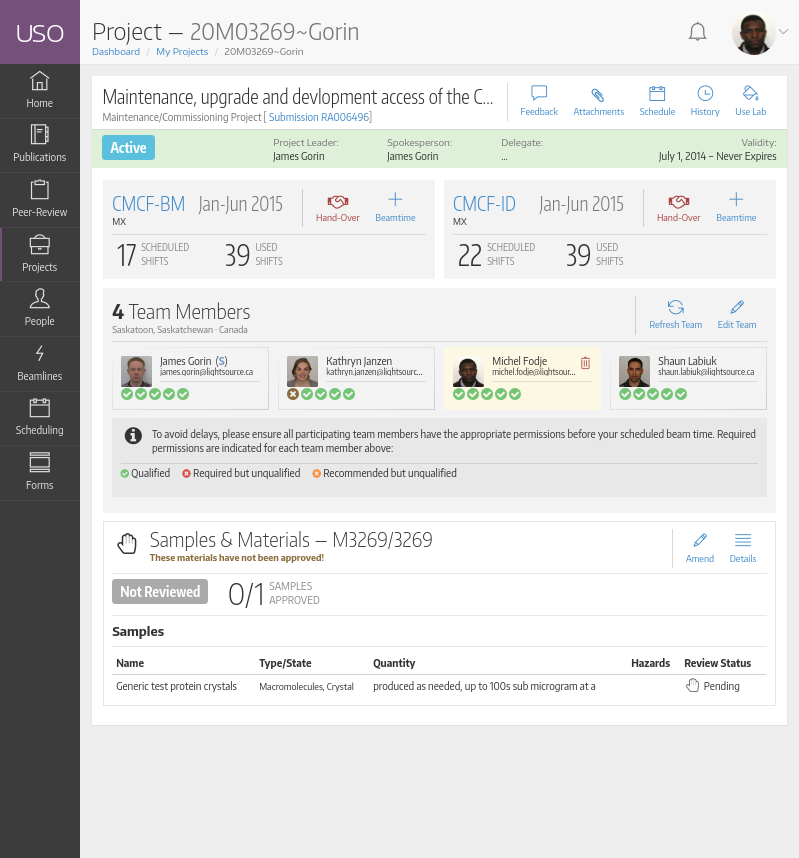 USO
Project — 20M03269~Gorin
Dashboard / My Projects / 20M03269~Gorin
Home
Publications
Peer-Review
Projects
People
Beamlines
Scheduling
Forms
Maintenance, upgrade and devlopment access of the C...
Maintenance/Commissioning Project [ Submission RA006496]
Feedback Attachments Schedule History Use Lab
Active
Project Leader: Spokesperson: Delegate: Validity:
James Gorin James Gorin ... July 1, 2014 – Never Expires
CMCF-BM Jan-Jun 2015
MX
Hand-Over Beamtime
17 SCHEDULED SHIFTS 39 USED SHIFTS
CMCF-ID Jan-Jun 2015
MX
Hand-Over Beamtime
22 SCHEDULED SHIFTS 39 USED SHIFTS
4 Team Members
Saskatoon, Saskatchewan · Canada
Refresh Team Edit Team
James Gorin (S)
james.gorin@lightsource.ca
Kathryn Janzen
kathryn.janzen@lightsourc...
Michel Fodje
michel.fodje@lightsour...
Shaun Labiuk
shaun.labiuk@lightsource.ca
To avoid delays, please ensure all participating team members have the appropriate permissions before your scheduled beam time. Required
permissions are indicated for each team member above:
Qualified Required but unqualified Recommended but unqualified
Samples & Materials — M3269/3269
These materials have not been approved!
Amend Details
Not Reviewed 0/1 SAMPLES APPROVED
Samples
Name Type/State Quantity Hazards Review Status
Generic test protein crystals Macromolecules, Crystal produced as needed, up to 100s sub microgram at a Pending